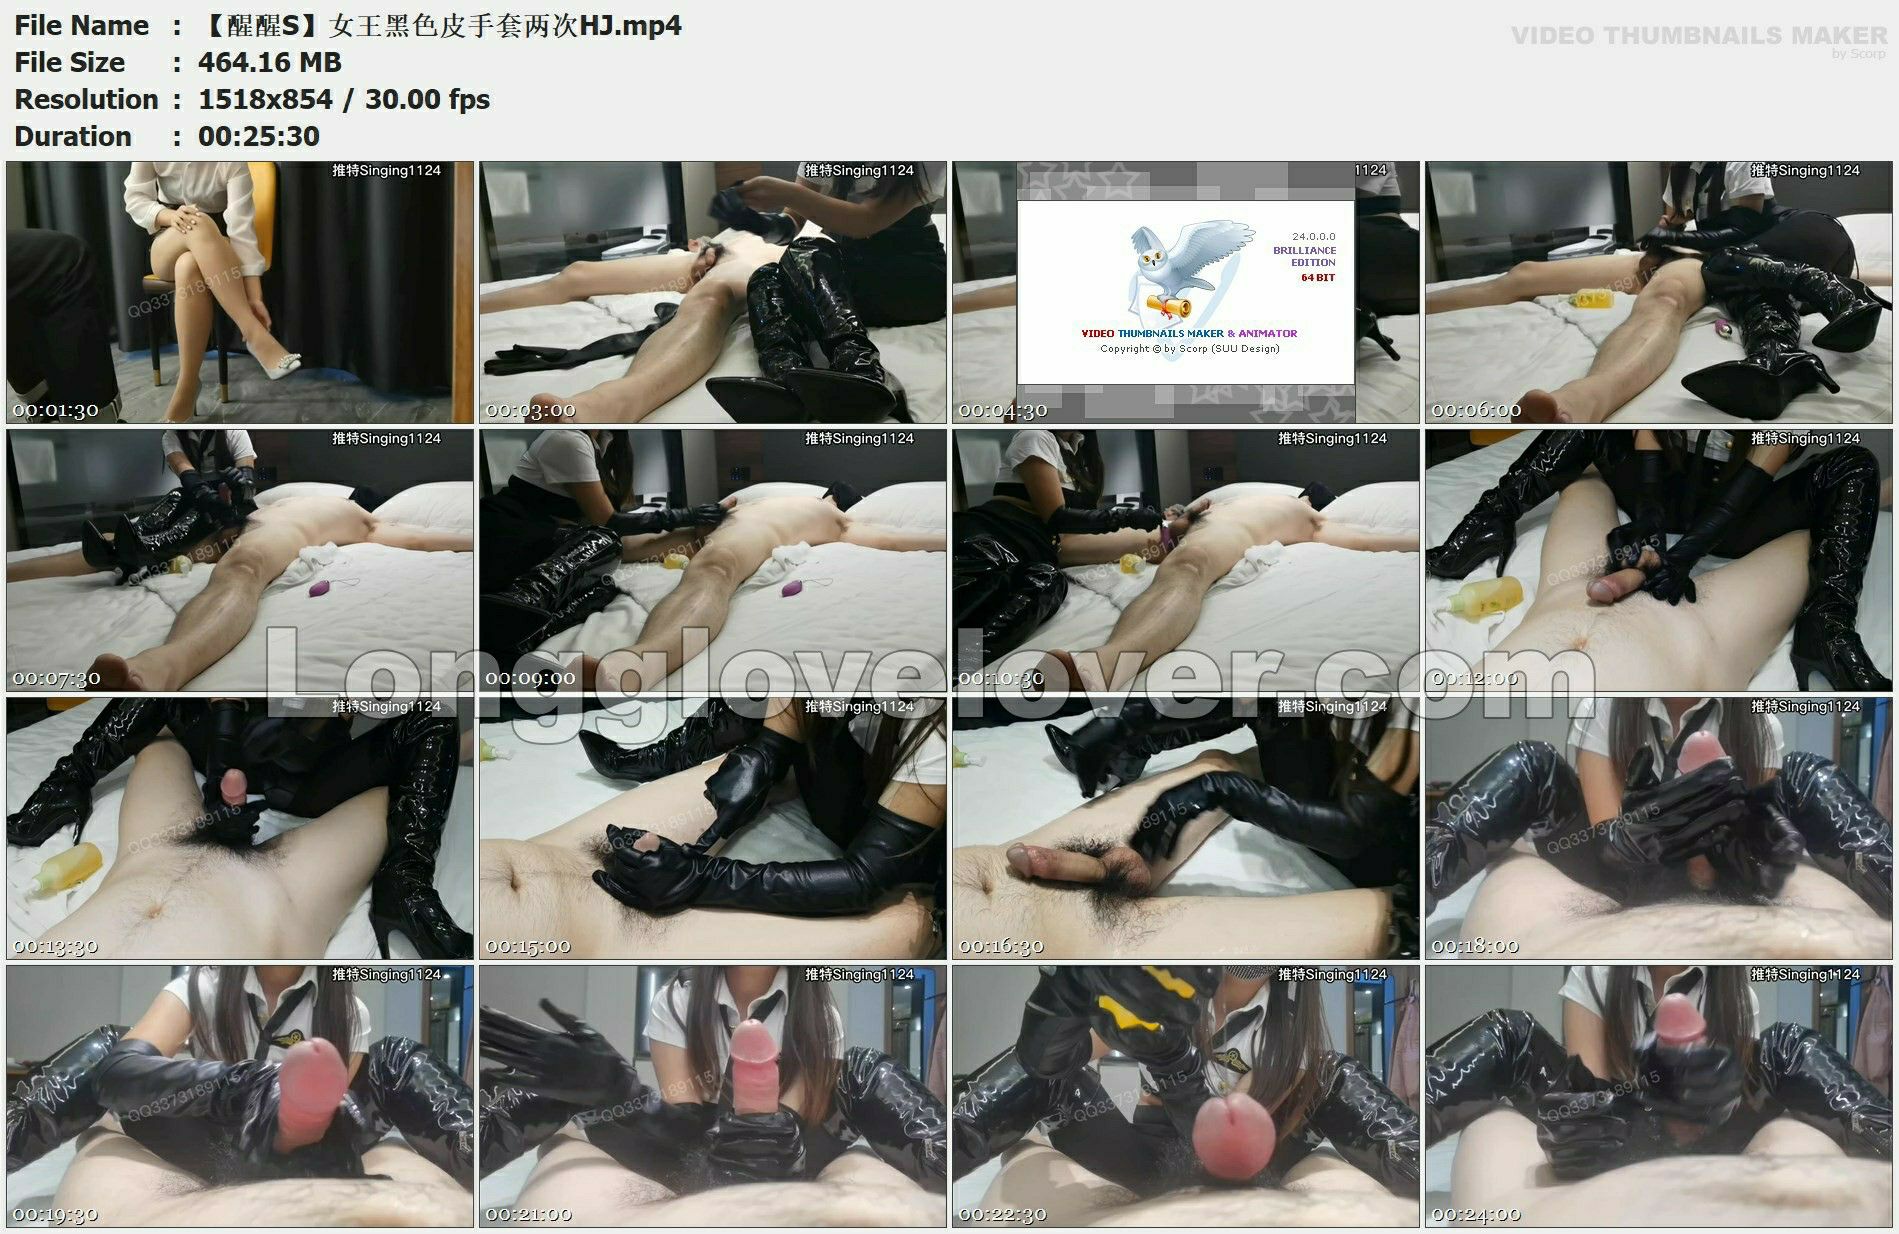 File Name : 【醒醒S】女王黑色皮手套两次HJ.mp4
File Size : 464.16 MB
Resolution : 1518x854 / 30.00 fps
Duration : 00:25:30
VIDEO THUMBNAILS MAKER
by Scorp
推特Singing1124
QQ3373189115
00:01:30
推特Singing1124
00:03:00
1124
24.0.0.0
BRILLIANCE
EDITION
64 BIT
VIDEO THUMBNAILS MAKER & ANIMATOR
Copyright © by Scorp (SUU Design)
00:04:30
推特Singing1124
QQ3373189115
00:06:00
推特Singing1124
QQ3373189115
00:07:30
推特Singing1124
QQ3373189115
00:09:00
推特Singing1124
QQ3373189115
00:10:30
推特Singing1124
QQ3373189115
00:12:00
Longglovelover.com
推特Singing1124
QQ3373189115
00:13:30
推特Singing1124
QQ3373189115
00:15:00
推特Singing1124
QQ3373189115
00:16:30
推特Singing1124
QQ3373189115
00:18:00
推特Singing1124
QQ3373189115
00:19:30
推特Singing1124
QQ3373189115
00:21:00
推特Singing1124
QQ3373189115
00:22:30
推特Singing1124
QQ3373189115
00:24:00